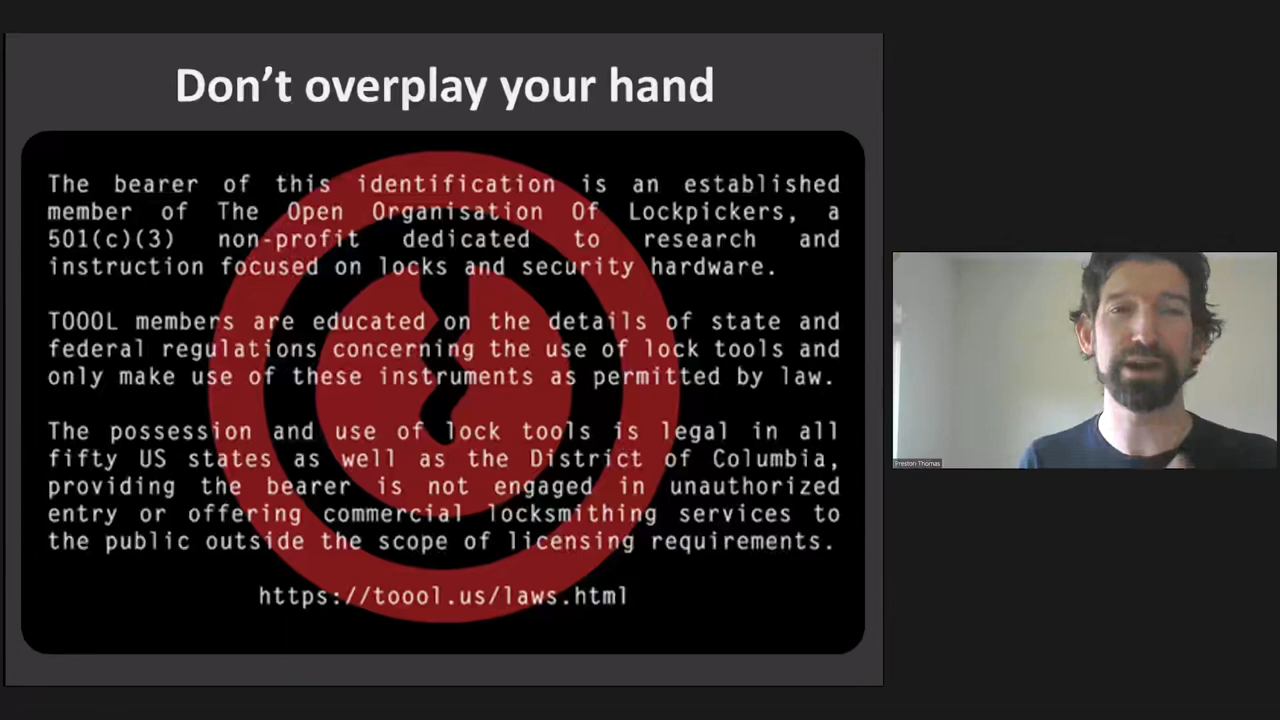 Don't overplay your hand
The bearer of this identification is an established
member of The Open Organisation Of Lockpickers, a
501(c)(3) non-profit dedicated to research and
instruction focused on locks and security hardware.
TOOOL members are educated on the details of state and
federal regulations concerning the use of lock tools and
only make use of these instruments as permitted by law.
The possession and use of lock tools is legal in all
fifty US states as well as the District of Columbia,
providing the bearer is not engaged in unauthorized
entry or offering commercial locksmithing services to
the public outside the scope of licensing requirements.
https://toool.us/laws.html
Preston Thomas